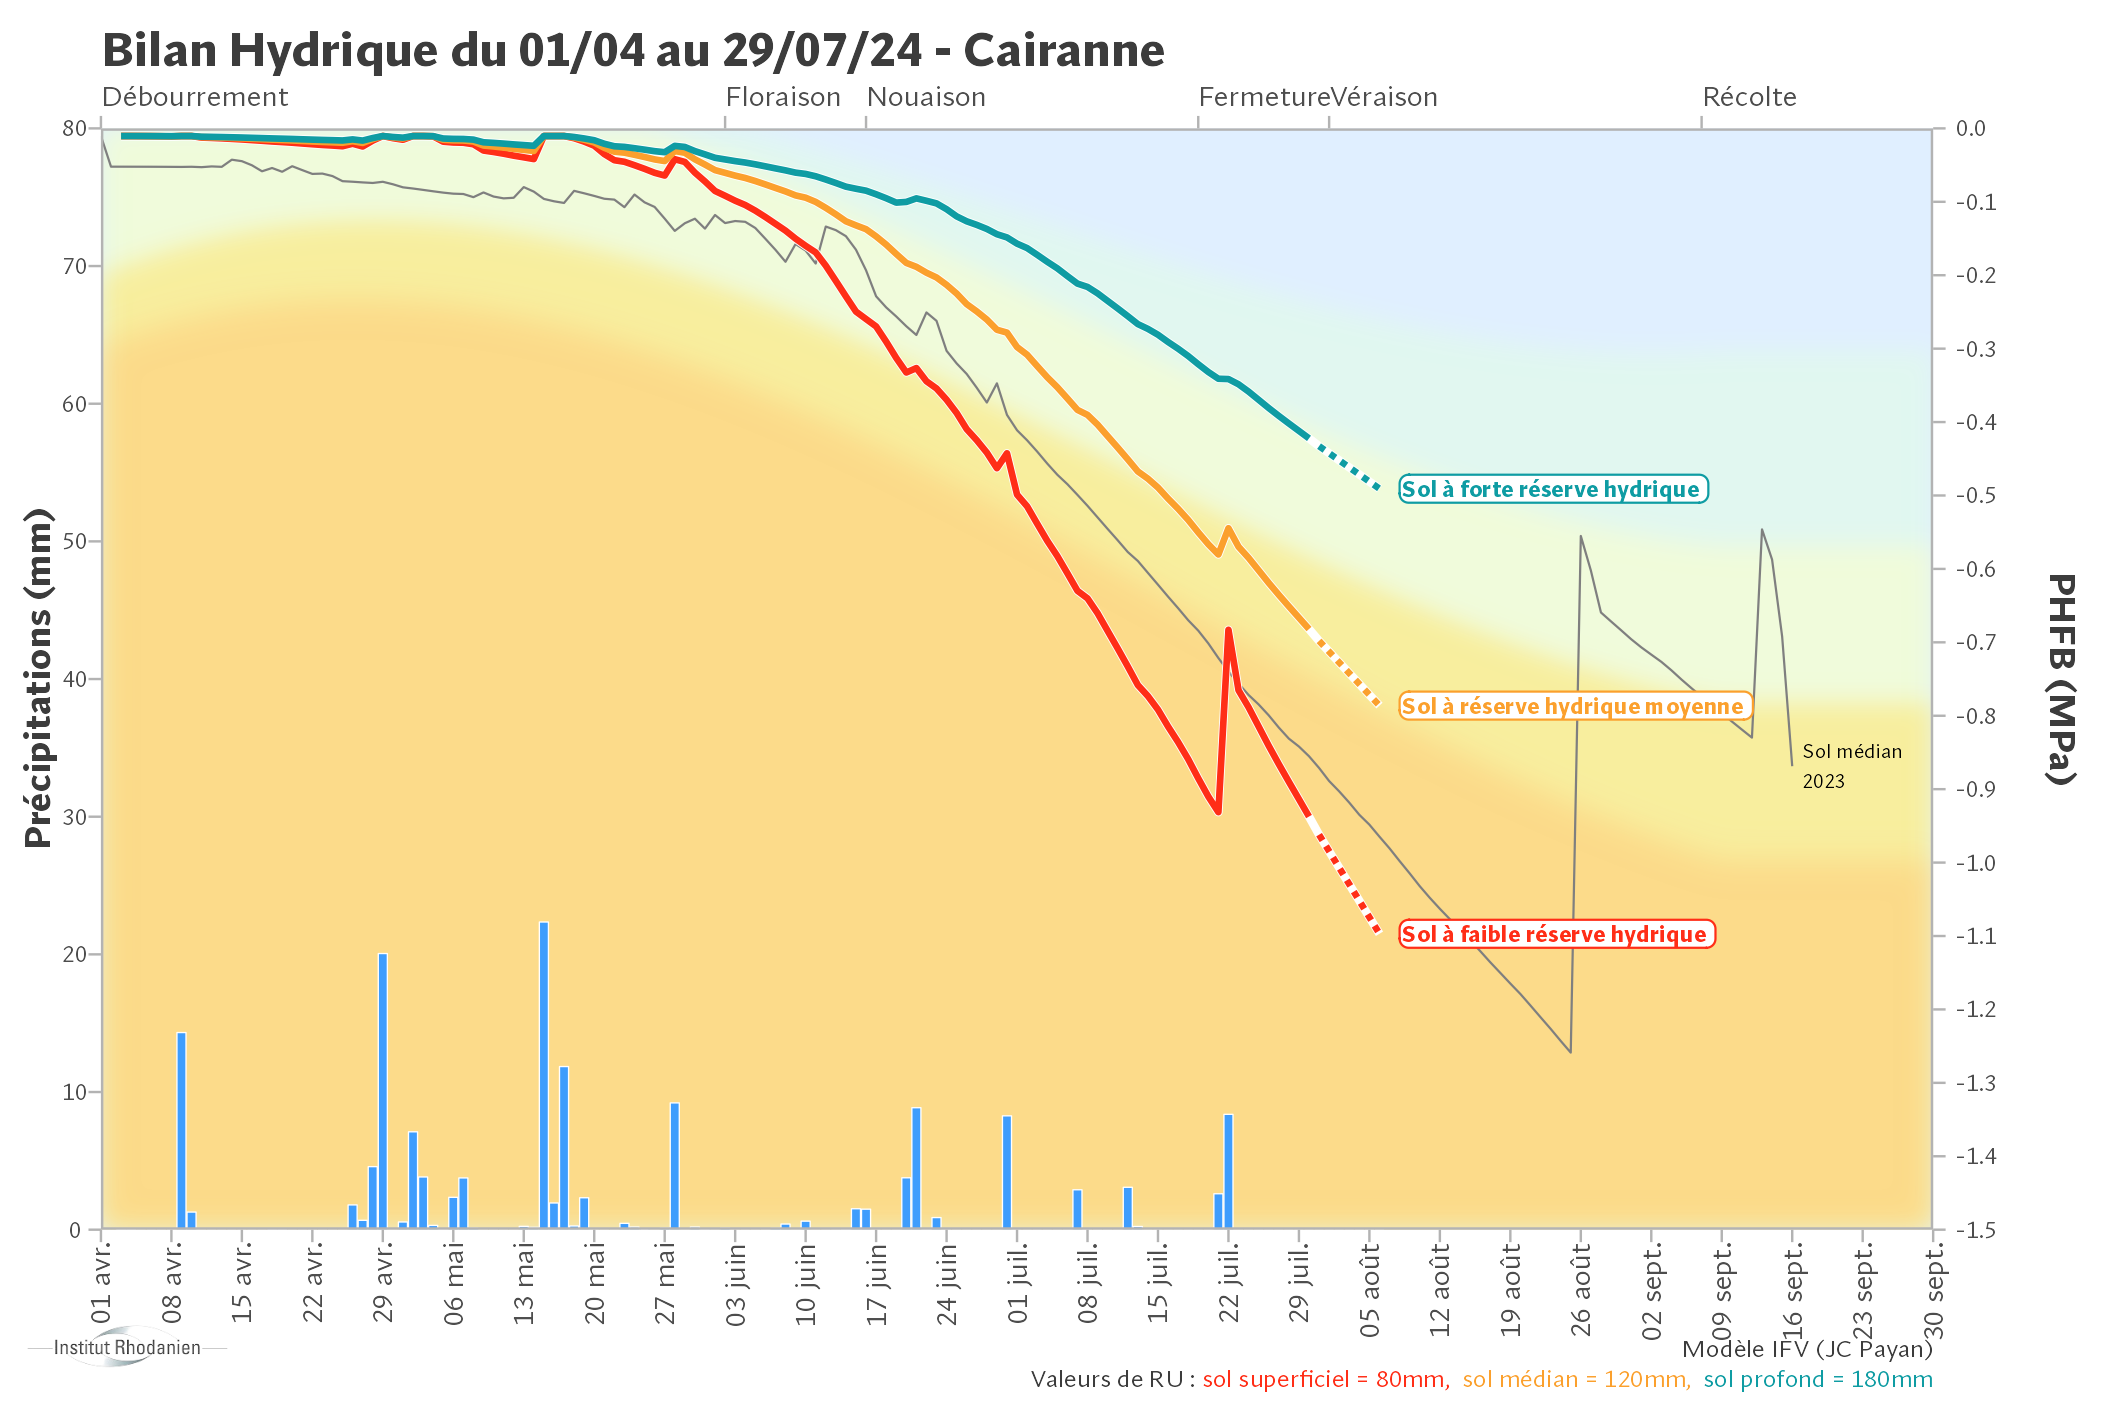 Bilan Hydrique du 01/04 au 29/07/24 - Cairanne
Débourrement Floraison Nouaison Fermeture Véraison Récolte
80 0.0
-0.1
70 -0.2
-0.3
60 -0.4
-0.5
50 -0.6
-0.7
40 -0.8
-0.9
30 -1.0
-1.1
20 -1.2
10 -1.3
-1.4
0 -1.5
Précipitations (mm)
PHFB (MPa)
Sol à forte réserve hydrique
Sol à réserve hydrique moyenne
Sol médian
2023
Sol à faible réserve hydrique
01 avr. 08 avr. 15 avr. 22 avr. 29 avr. 06 mai 13 mai 20 mai 27 mai 03 juin 10 juin 17 juin 24 juin 01 juil. 08 juil. 15 juil. 22 juil. 29 juil. 05 août 12 août 19 août 26 août 02 sept. 09 sept. 16 sept. 23 sept. 30 sept.
Institut Rhodanien
Modèle IFV (JC Payan)
Valeurs de RU : sol superficiel = 80mm, sol médian = 120mm, sol profond = 180mm